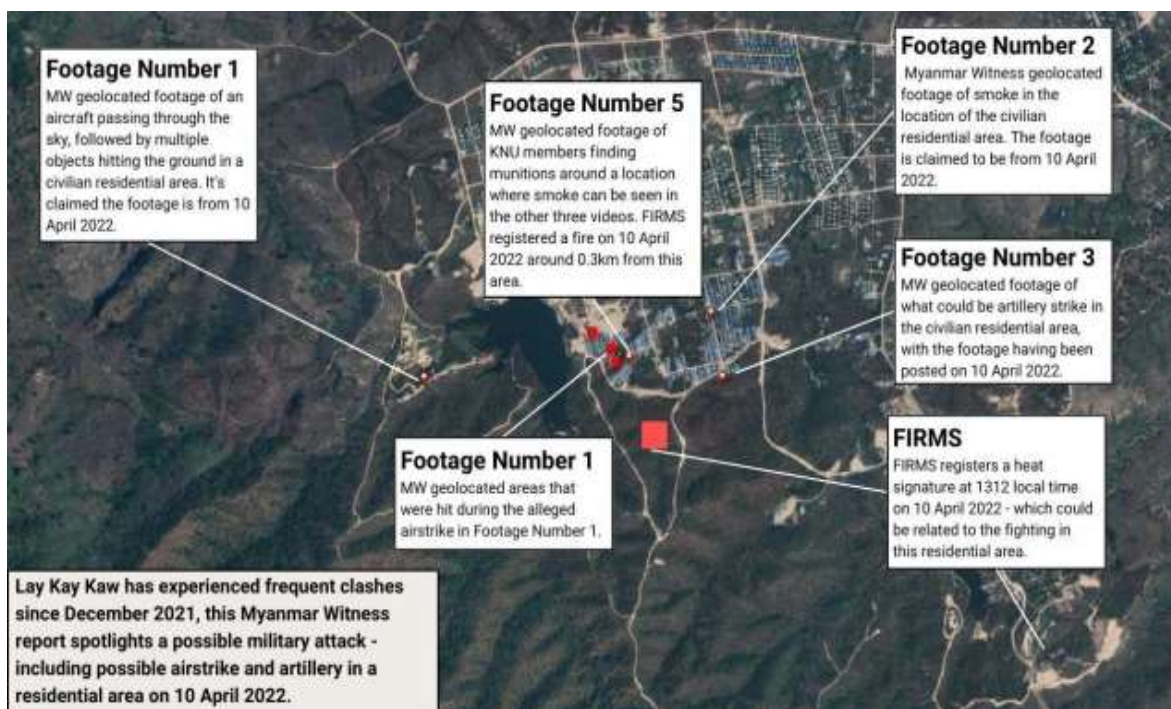 Footage Number 1
MW geolocated footage of an
aircraft passing through the
sky, followed by multiple
objects hitting the ground in a
civilian residential area. It's
claimed the footage is from 10
April 2022.
Footage Number 5
MW geolocated footage of
KNU members finding
munitions around a location
where smoke can be seen in
the other three videos. FIRMS
registered a fire on 10 April
2022 around 0.3km from this
area.
Footage Number 2
Myanmar Witness geolocated
footage of smoke in the
location of the civilian
residential area. The footage
is claimed to be from 10 April
2022.
Footage Number 3
MW geolocated footage of
what could be artillery strike in
the civilian residential area,
with the footage having been
posted on 10 April 2022.
Footage Number 1
MW geolocated areas that
were hit during the alleged
airstrike in Footage Number 1.
FIRMS
FIRMS registers a heat
signature at 1312 local time
on 10 April 2022 - which could
be related to the fighting in
this residential area.
Lay Kay Kaw has experienced frequent clashes
since December 2021, this Myanmar Witness
report spotlights a possible military attack -
including possible airstrike and artillery in a
residential area on 10 April 2022.